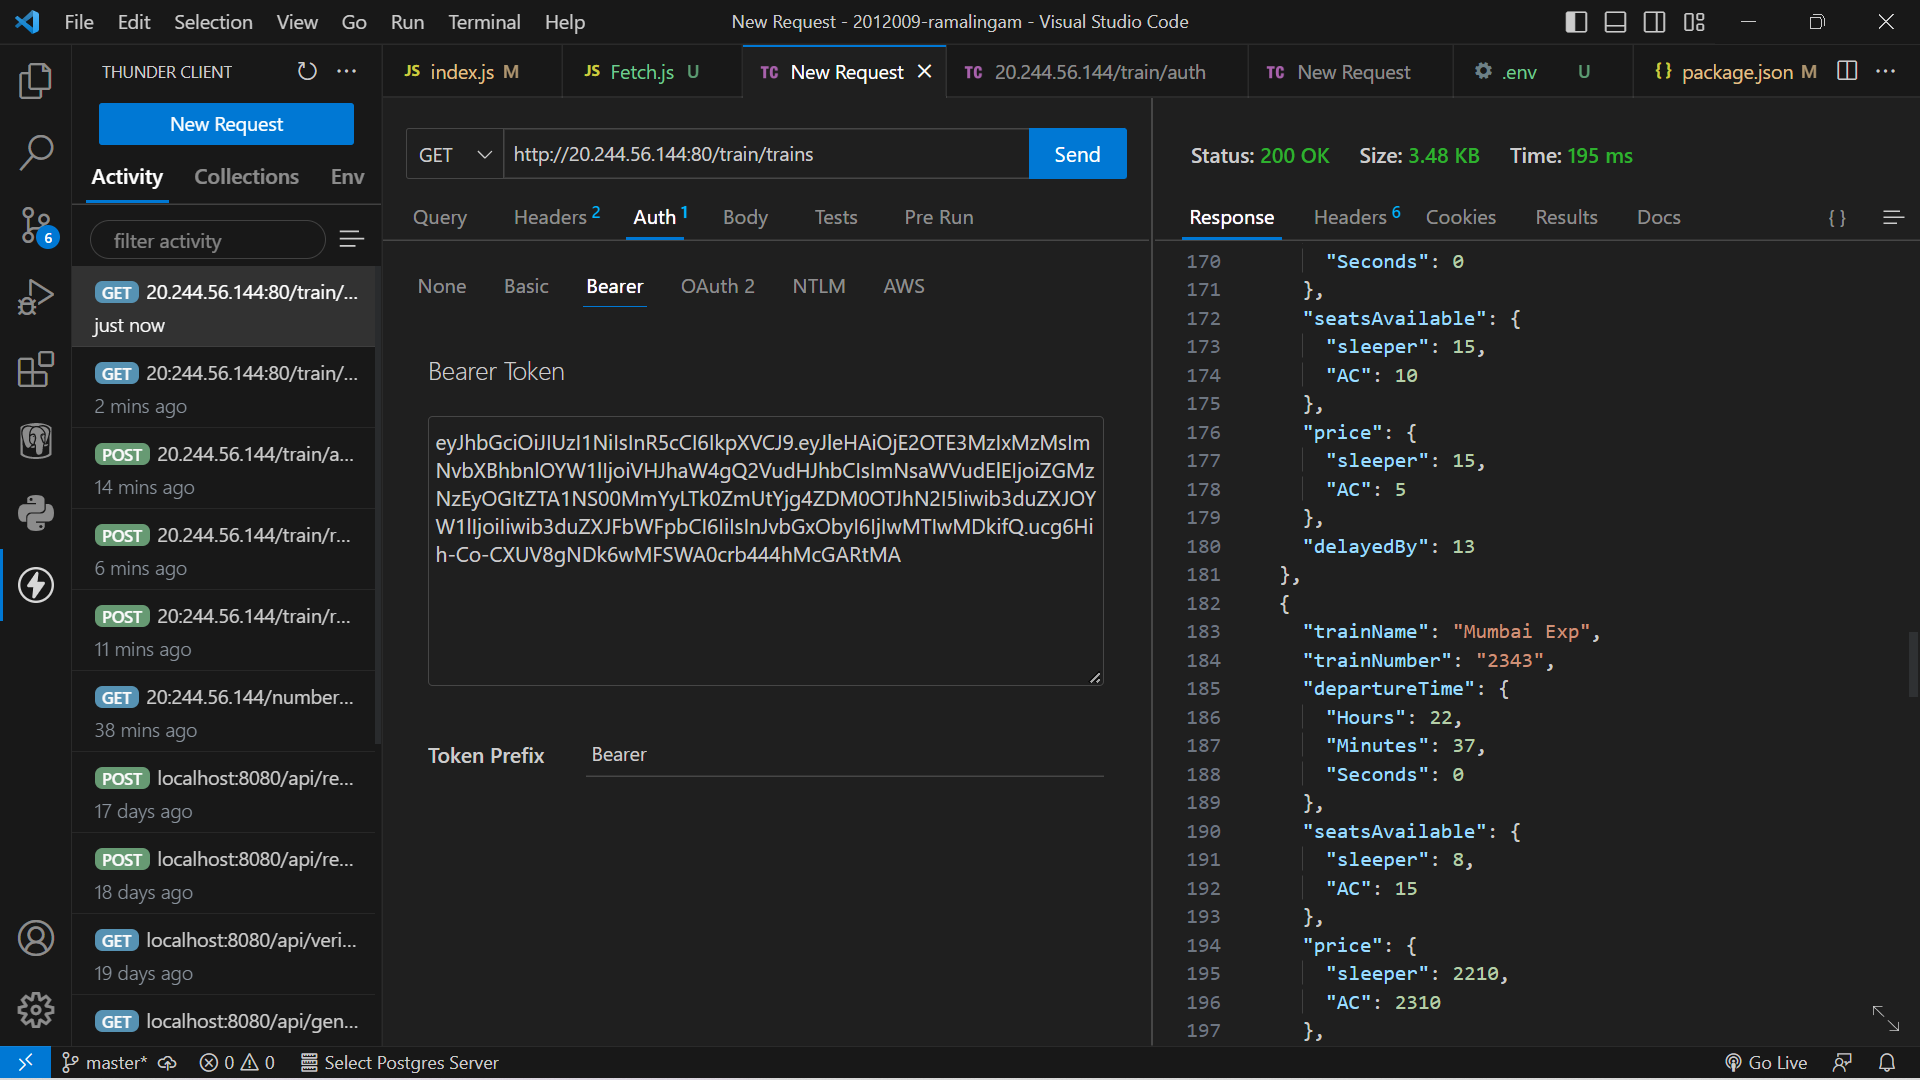 File Edit Selection View Go Run Terminal Help
New Request - 2012009-ramalingam - Visual Studio Code
THUNDER CLIENT
New Request
Activity Collections Env
filter activity
GET 20.244.56.144:80/train/...
just now
GET 20:244.56.144:80/train/...
2 mins ago
POST 20.244.56.144/train/a...
14 mins ago
POST 20.244.56.144/train/r...
6 mins ago
POST 20:244.56.144/train/r...
11 mins ago
GET 20:244.56.144/number...
38 mins ago
POST localhost:8080/api/re...
17 days ago
POST localhost:8080/api/re...
18 days ago
GET localhost:8080/api/veri...
19 days ago
GET localhost:8080/api/gen...
6
JS index.js M
JS Fetch.js U
TC New Request
TC 20.244.56.144/train/auth
TC New Request
.env U
{} package.json M
GET http://20.244.56.144:80/train/trains Send
Query Headers 2 Auth 1 Body Tests Pre Run
None Basic Bearer OAuth 2 NTLM AWS
Bearer Token
eyJhbGciOiJIUzI1NiIsInR5cCI6IkpXVCJ9.eyJleHAiOjE2OTE3MzIxMzMsIm
NvbXBhbnlOYW1lIjoiVHJhaW4gQ2VudHJhbCIsImNsaWVudElEIjoiZGMz
NzEyOGItZTA1NS00MmYyLTk0ZmUtYjg4ZDM0OTJhN2I5Iiwib3duZXJOY
W1lIjoiIiwib3duZXJFbWFpbCI6IiIsInJvbGxObyI6IjIwMTIwMDkifQ.ucg6Hi
h-Co-CXUV8gNDk6wMFSWA0crb444hMcGARtMA
Token Prefix Bearer
Status: 200 OK Size: 3.48 KB Time: 195 ms
Response Headers 6 Cookies Results Docs { }
170 "Seconds": 0
171 },
172 "seatsAvailable": {
173 "sleeper": 15,
174 "AC": 10
175 },
176 "price": {
177 "sleeper": 15,
178 "AC": 5
179 },
180 "delayedBy": 13
181 },
182 {
183 "trainName": "Mumbai Exp",
184 "trainNumber": "2343",
185 "departureTime": {
186 "Hours": 22,
187 "Minutes": 37,
188 "Seconds": 0
189 },
190 "seatsAvailable": {
191 "sleeper": 8,
192 "AC": 15
193 },
194 "price": {
195 "sleeper": 2210,
196 "AC": 2310
197 },
master* 0 0 Select Postgres Server Go Live